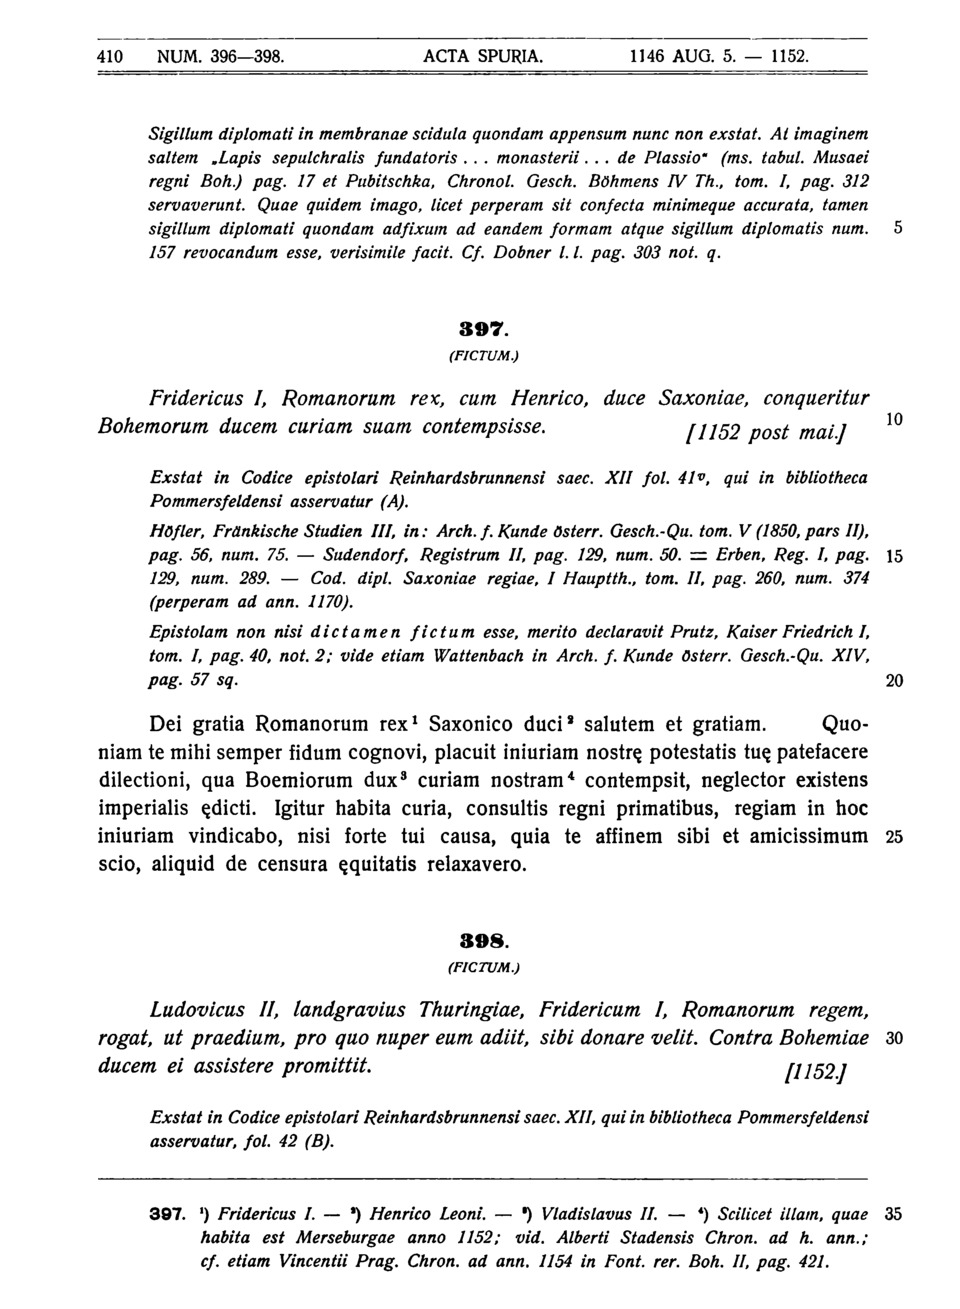 410 NUM. 396—398. ACTA SPURIA. 1146 AUG. 5. — 1152.
Sigillum diplomati in membranae scidula quondam appensum nunc non exstat. At imaginem
saltem „Lapis sepulchralis fundatoris . . . monasterii . . . de Plassio“ (ms. tabul. Musaei
regni Boh.) pag. 17 et Pubitschka, Chronol. Gesch. Böhmens IV Th., tom. I, pag. 312
servaverunt. Quae quidem imago, licet perperam sit confecta minimeque accurata, tamen
sigillum diplomati quondam adfixum ad eandem formam atque sigillum diplomatis num. 5
157 revocandum esse, verisimile facit. Cf. Dobner l. l. pag. 303 not. q.
397.
(FICTUM.)
Fridericus I, Romanorum rex, cum Henrico, duce Saxoniae, conqueritur
Bohemorum ducem curiam suam contempsisse. [1152 post mai.] 10
Exstat in Codice epistolari Reinhardsbrunnensi saec. XII fol. 41v, qui in bibliotheca
Pommersfeldensi asservatur (A).
Höfler, Fränkische Studien III, in: Arch. f. Kunde österr. Gesch.-Qu. tom. V (1850, pars II),
pag. 56, num. 75. — Sudendorf, Registrum II, pag. 129, num. 50. = Erben, Reg. I, pag. 15
129, num. 289. — Cod. dipl. Saxoniae regiae, I Hauptth., tom. II, pag. 260, num. 374
(perperam ad ann. 1170).
Epistolam non nisi dictamen fictum esse, merito declaravit Prutz, Kaiser Friedrich I,
tom. I, pag. 40, not. 2; vide etiam Wattenbach in Arch. f. Kunde österr. Gesch.-Qu. XIV,
pag. 57 sq. 20
Dei gratia Romanorum rex¹ Saxonico duci² salutem et gratiam. Quo-
niam te mihi semper fidum cognovi, placuit iniuriam nostrę potestatis tuę patefacere
dilectioni, qua Boemiorum dux³ curiam nostram⁴ contempsit, neglector existens
imperialis ędicti. Igitur habita curia, consultis regni primatibus, regiam in hoc
iniuriam vindicabo, nisi forte tui causa, quia te affinem sibi et amicissimum 25
scio, aliquid de censura ęquitatis relaxavero.
398.
(FICTUM.)
Ludovicus II, landgravius Thuringiae, Fridericum I, Romanorum regem,
rogat, ut praedium, pro quo nuper eum adiit, sibi donare velit. Contra Bohemiae 30
ducem ei assistere promittit. [1152.]
Exstat in Codice epistolari Reinhardsbrunnensi saec. XII, qui in bibliotheca Pommersfeldensi
asservatur, fol. 42 (B).
397. ¹) Fridericus I. — ²) Henrico Leoni. — ³) Vladislavus II. — ⁴) Scilicet illam, quae 35
habita est Merseburgae anno 1152; vid. Alberti Stadensis Chron. ad h. ann.;
cf. etiam Vincentii Prag. Chron. ad ann. 1154 in Font. rer. Boh. II, pag. 421.